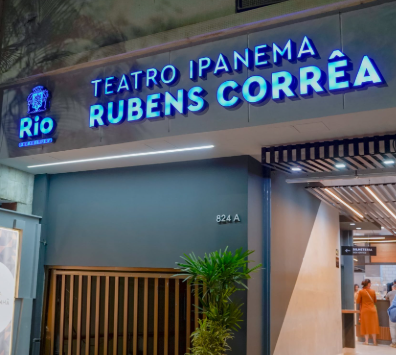 TEATRO IPANEMA
RUBENS CORRÊA
Rio
824 A